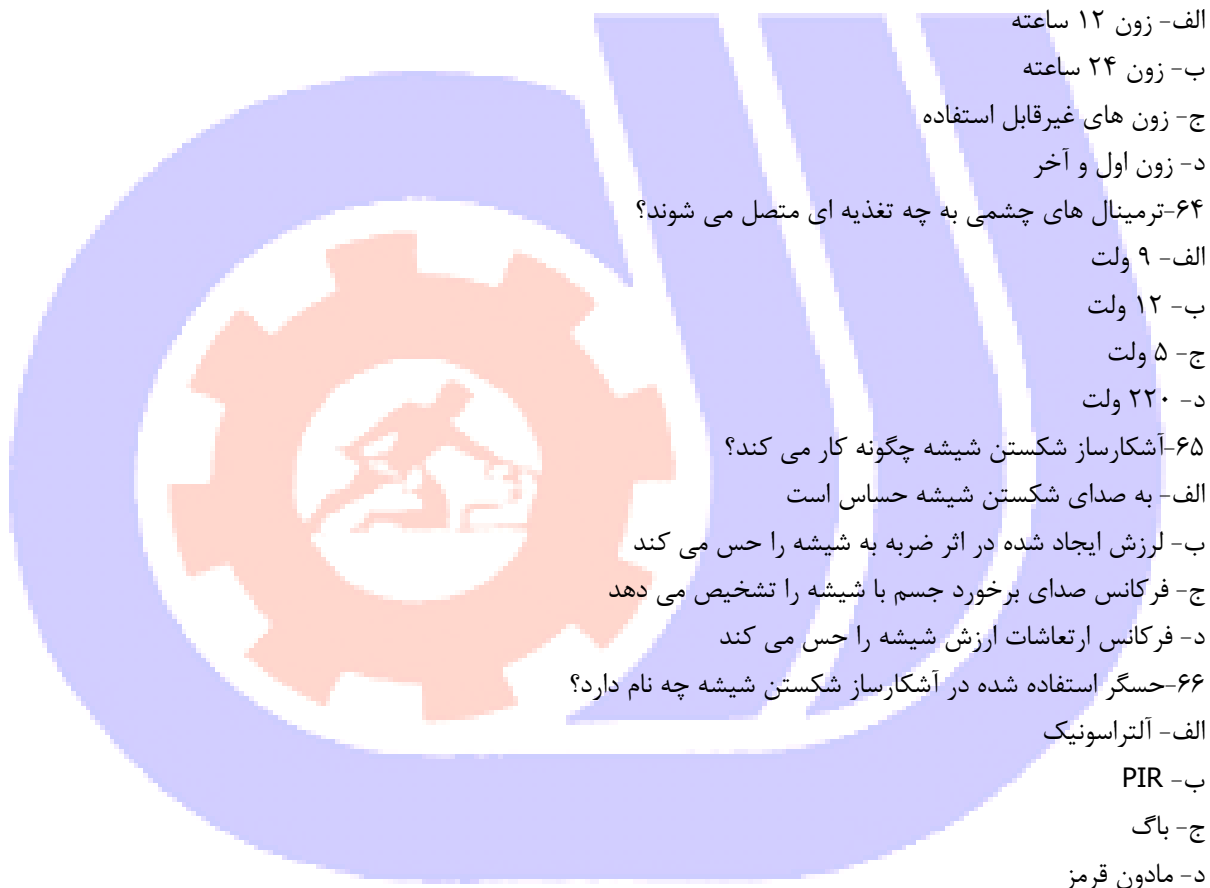 الف- زون ۱۲ ساعته
ب- زون ۲۴ ساعته
ج- زون های غیرقابل استفاده
د- زون اول و آخر
۶۴-ترمینال های چشمی به چه تغذیه ای متصل می شوند؟
الف- ۹ ولت
ب- ۱۲ ولت
ج- ۵ ولت
د- ۲۲۰ ولت
۶۵-آشکارساز شکستن شیشه چگونه کار می کند؟
الف- به صدای شکستن شیشه حساس است
ب- لرزش ایجاد شده در اثر ضربه به شیشه را حس می کند
ج- فرکانس صدای برخورد جسم با شیشه را تشخیص می دهد
د- فرکانس ارتعاشات ارزش شیشه را حس می کند
۶۶-حسگر استفاده شده در آشکارساز شکستن شیشه چه نام دارد؟
الف- آلتراسونیک
ب- PIR
ج- باگ
د- مادون قرمز